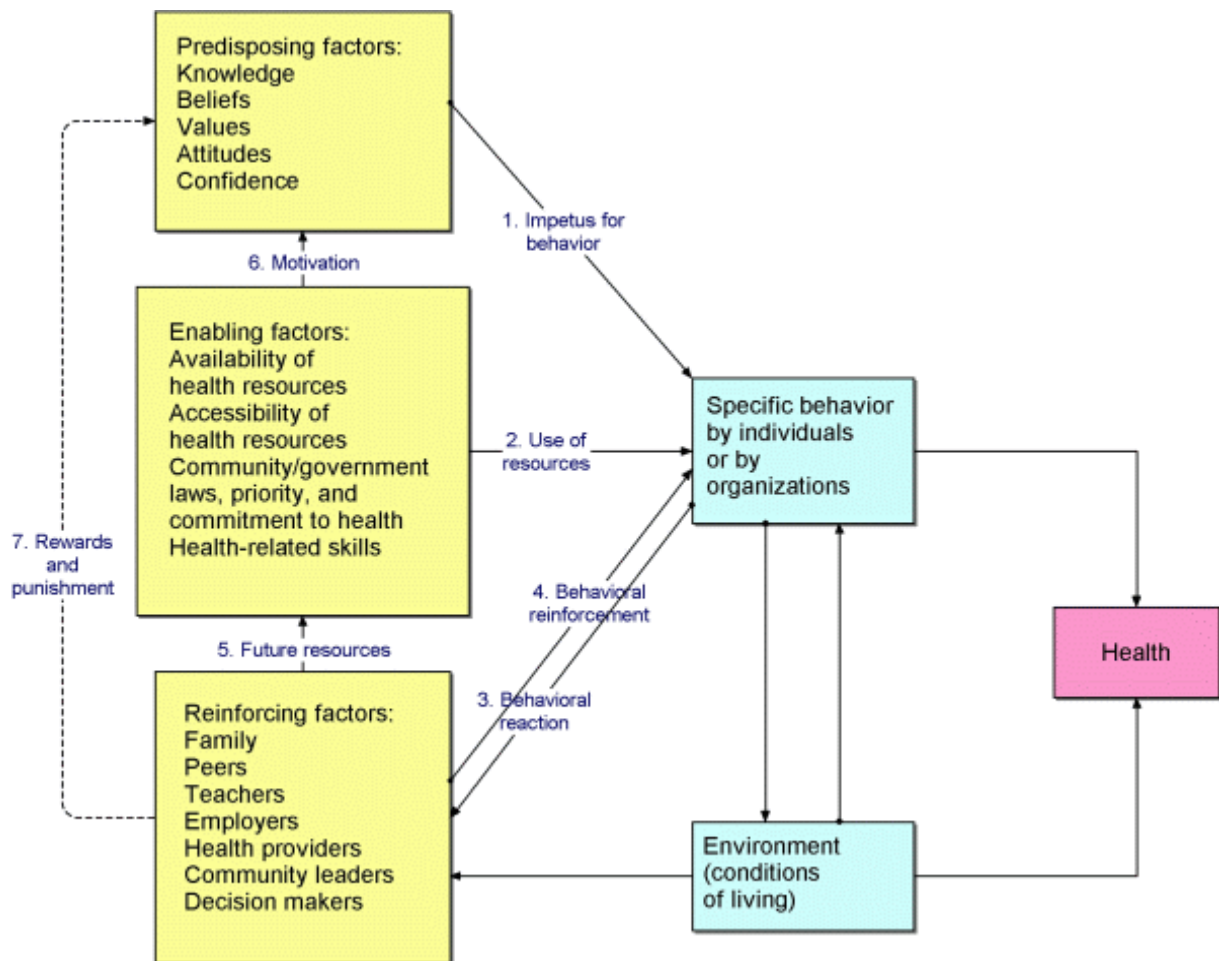 Predisposing factors:
Knowledge
Beliefs
Values
Attitudes
Confidence
1. Impetus for
behavior
6. Motivation
Enabling factors:
Availability of
health resources
Accessibility of
health resources
Community/government
laws, priority, and
commitment to health
Health-related skills
2. Use of
resources
Specific behavior
by individuals
or by
organizations
7. Rewards
and
punishment
4. Behavioral
reinforcement
5. Future resources
3. Behavioral
reaction
Health
Reinforcing factors:
Family
Peers
Teachers
Employers
Health providers
Community leaders
Decision makers
Environment
(conditions
of living)